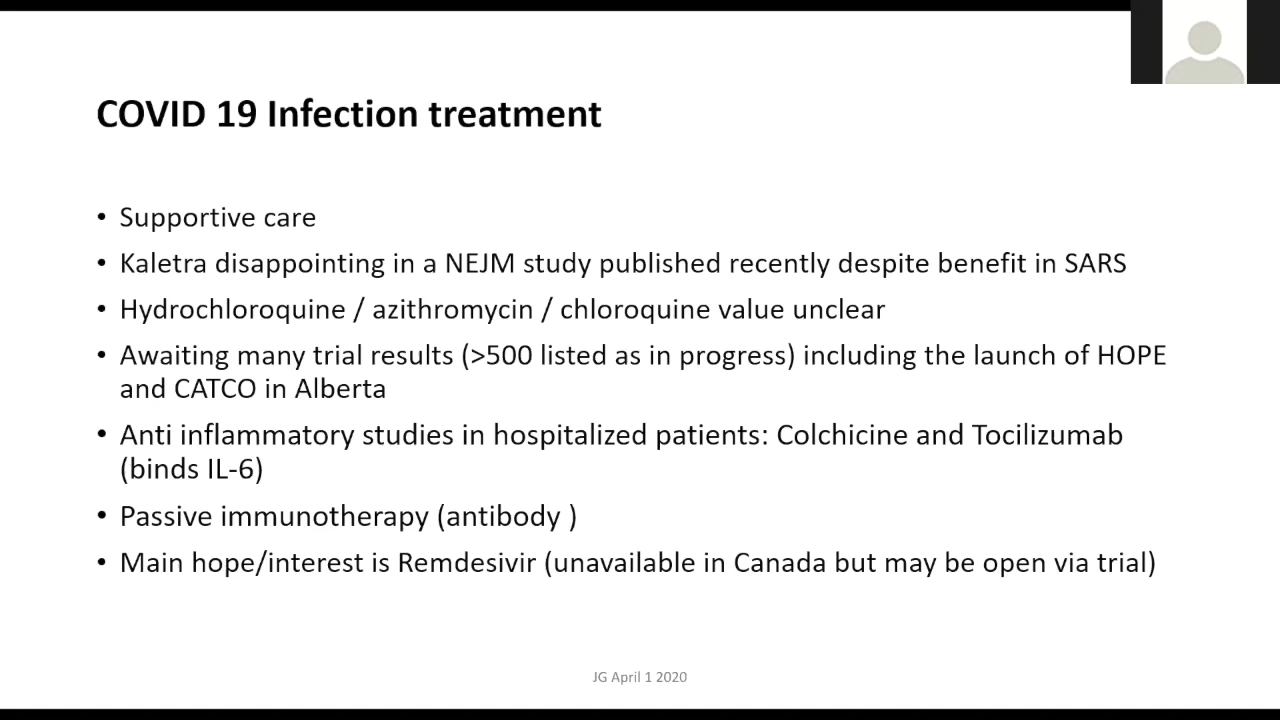 COVID 19 Infection treatment
• Supportive care
• Kaletra disappointing in a NEJM study published recently despite benefit in SARS
• Hydrochloroquine / azithromycin / chloroquine value unclear
• Awaiting many trial results (>500 listed as in progress) including the launch of HOPE
and CATCO in Alberta
• Anti inflammatory studies in hospitalized patients: Colchicine and Tocilizumab
(binds IL-6)
• Passive immunotherapy (antibody )
• Main hope/interest is Remdesivir (unavailable in Canada but may be open via trial)
JG April 1 2020